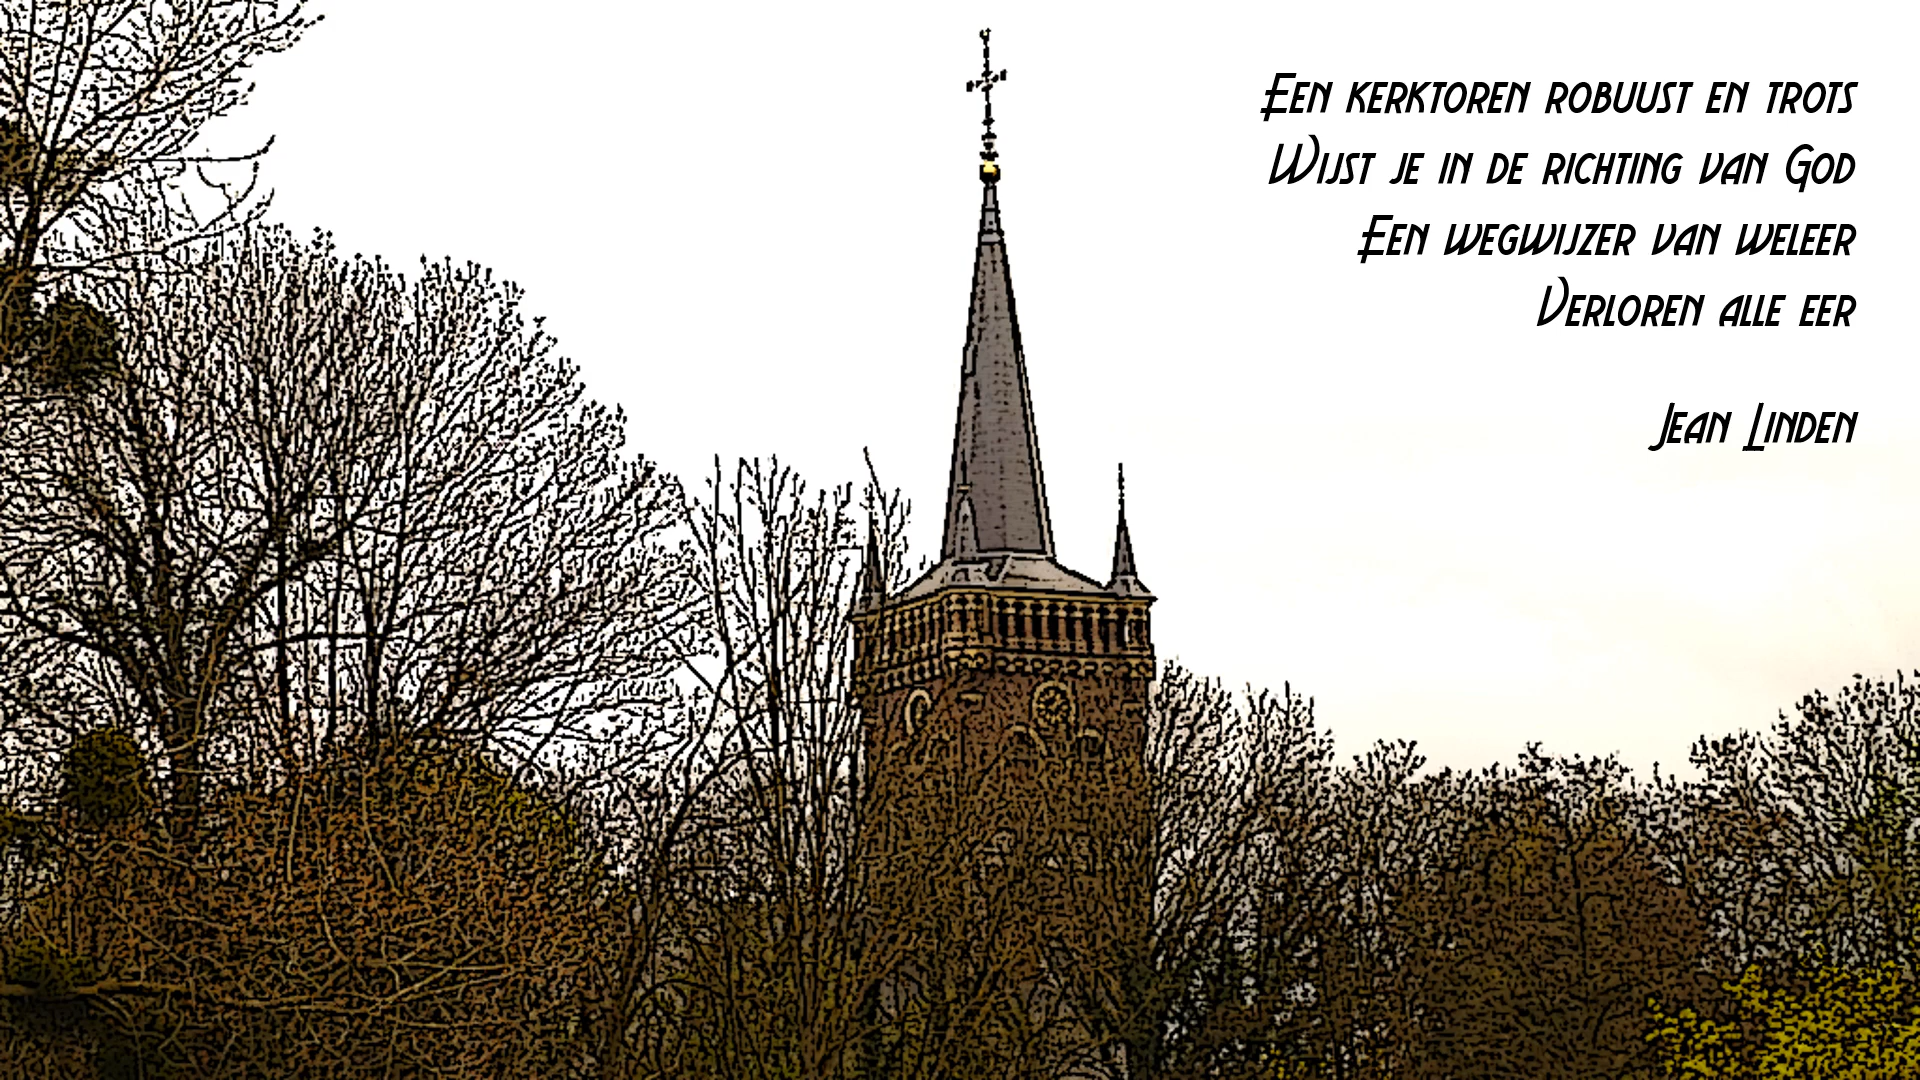 Een kerktoren robuust en trots
Wijst je in de richting van God
Een wegwijzer van weleer
Verloren alle eer
Jean Linden